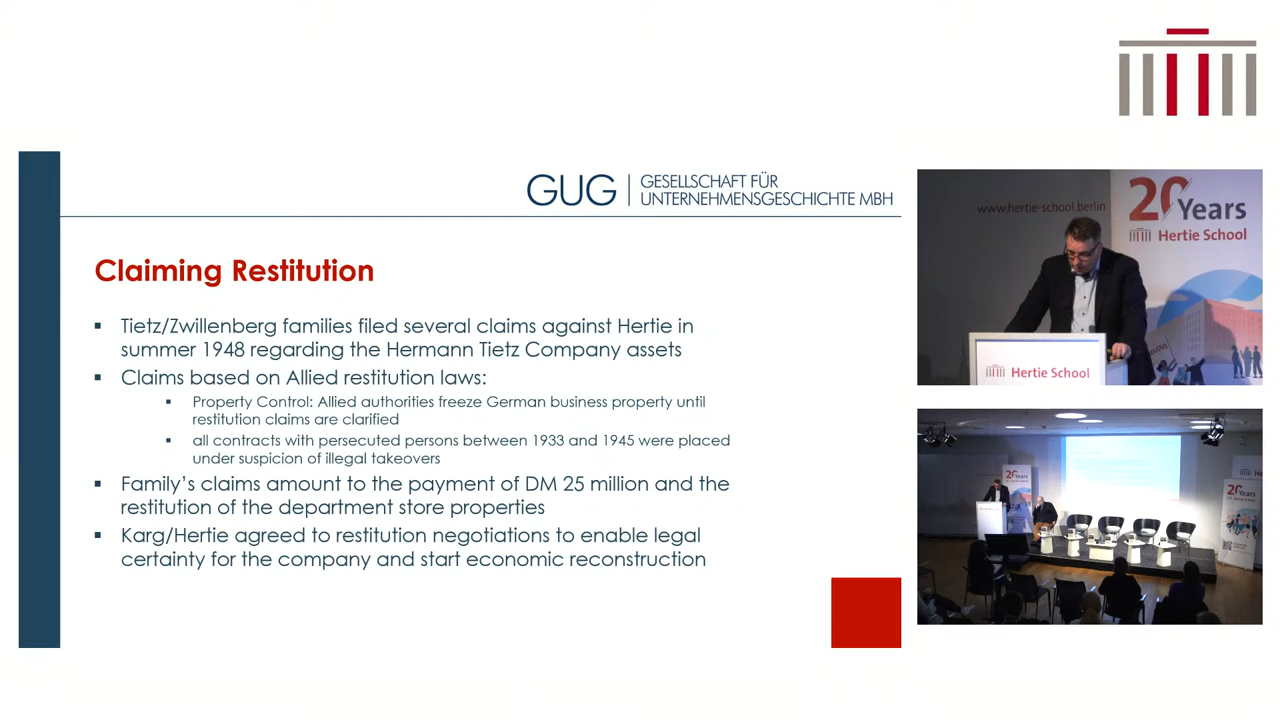 GUG
GESELLSCHAFT FÜR
UNTERNEHMENSGESCHICHTE MBH
Claiming Restitution
▪ Tietz/Zwillenberg families filed several claims against Hertie in
summer 1948 regarding the Hermann Tietz Company assets
▪ Claims based on Allied restitution laws:
▪ Property Control: Allied authorities freeze German business property until
restitution claims are clarified
▪ all contracts with persecuted persons between 1933 and 1945 were placed
under suspicion of illegal takeovers
▪ Family's claims amount to the payment of DM 25 million and the
restitution of the department store properties
▪ Karg/Hertie agreed to restitution negotiations to enable legal
certainty for the company and start economic reconstruction
www.hertie-school.berlin
20 Years
Hertie School
Hertie School
20 Years
20 Years